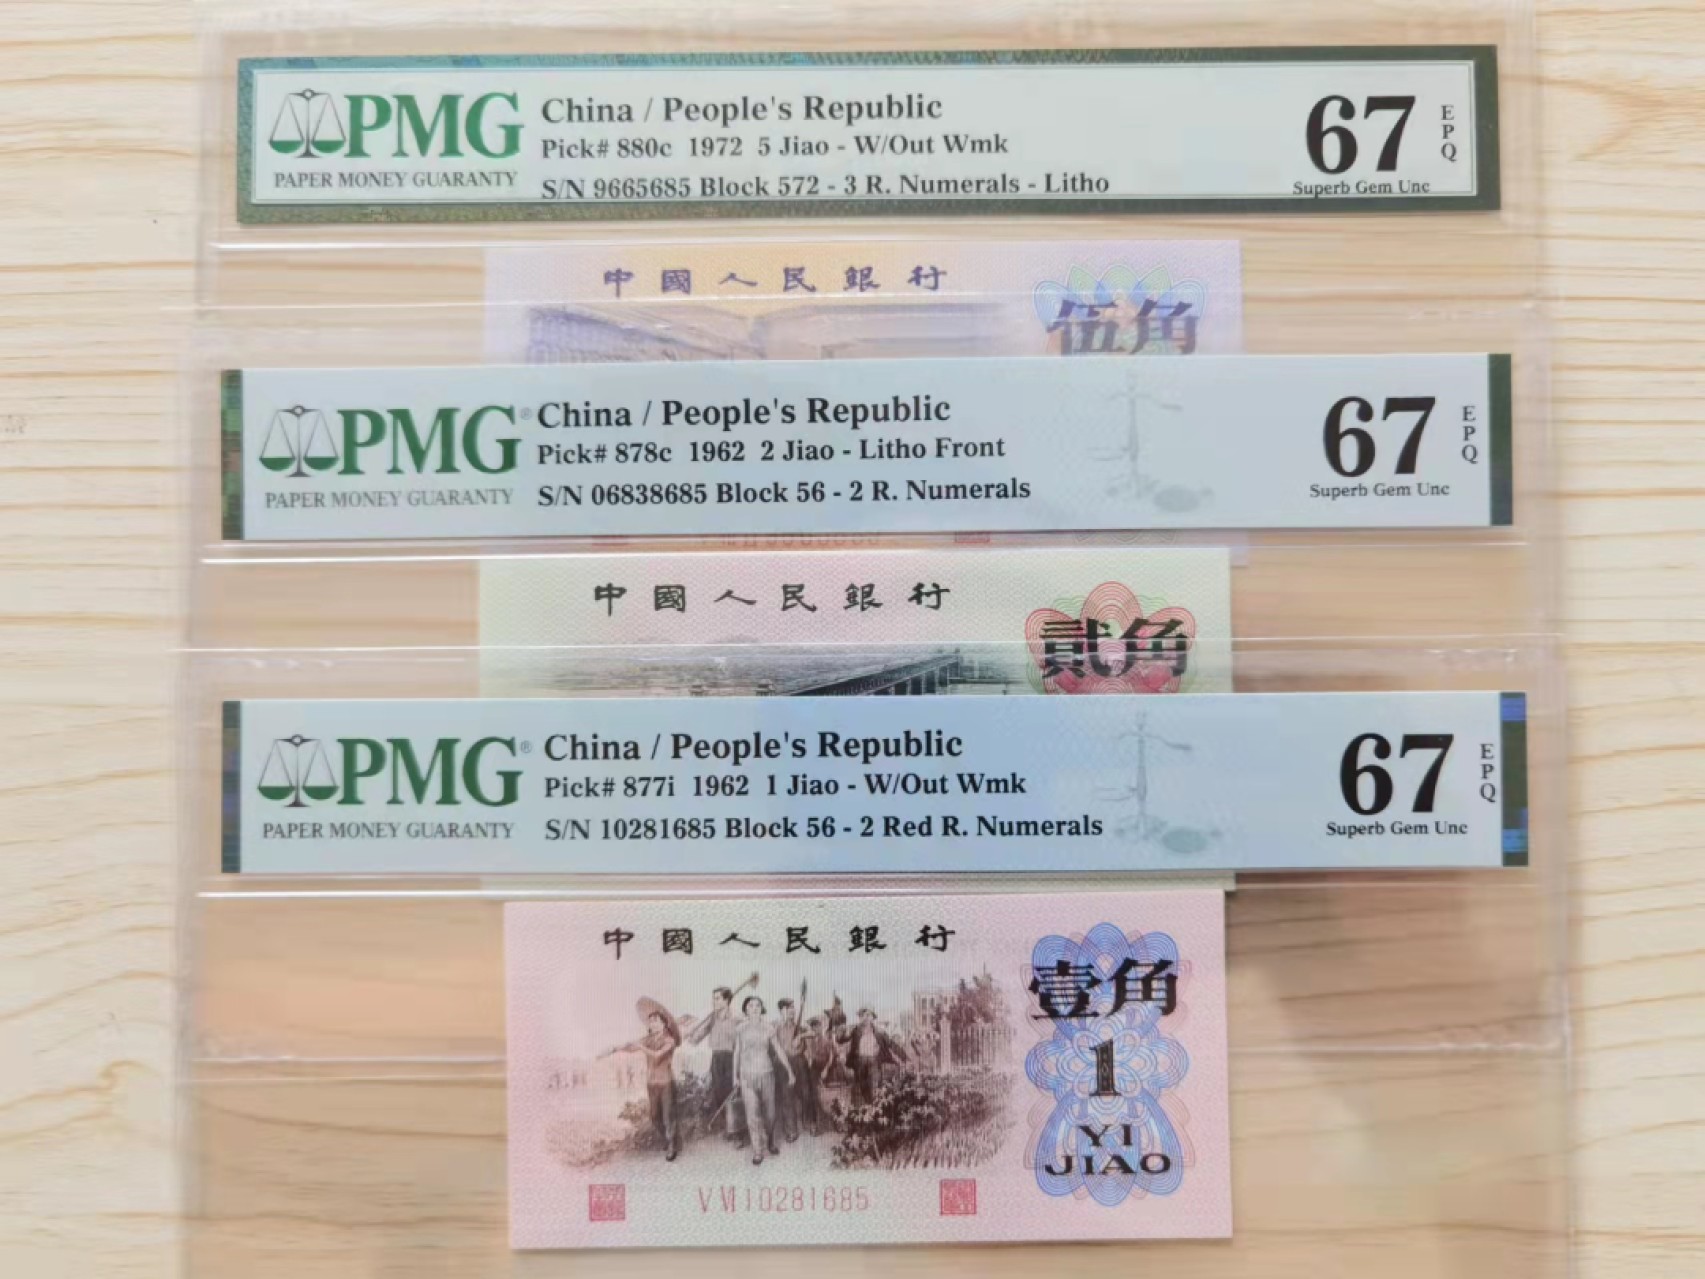 PMG
PAPER MONEY GUARANTY
China / People's Republic
Pick# 880c 1972 5 Jiao - W/Out Wmk
S/N 9665685 Block 572 - 3 R. Numerals - Litho
67
EPQ
Superb Gem Unc
中國人民銀行
伍角
PMG®
PAPER MONEY GUARANTY
China / People's Republic
Pick# 878c 1962 2 Jiao - Litho Front
S/N 06838685 Block 56 - 2 R. Numerals
67
EPQ
Superb Gem Unc
中國人民銀行
貳角
PMG®
PAPER MONEY GUARANTY
China / People's Republic
Pick# 877i 1962 1 Jiao - W/Out Wmk
S/N 10281685 Block 56 - 2 Red R. Numerals
67
EPQ
Superb Gem Unc
中國人民銀行
壹角
1
YI
JIAO
VⅥ10281685